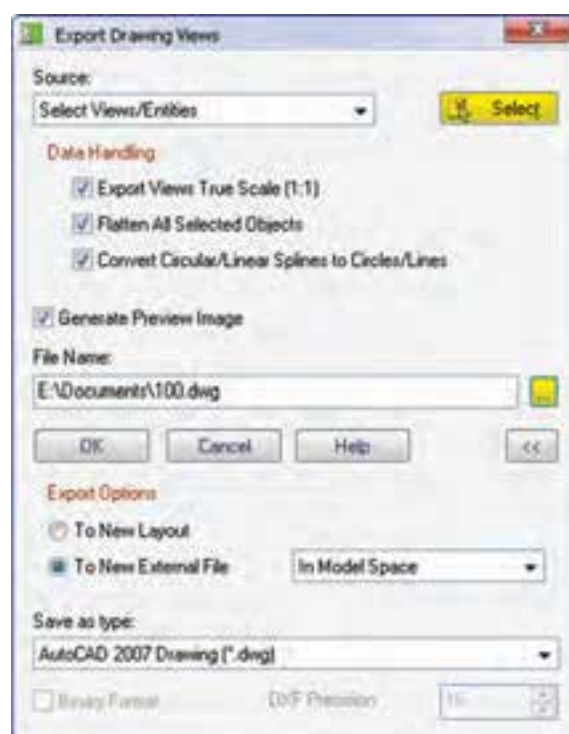 Export Drawing Views
Source:
Select Views/Entities
Select
Data Handling
Export Views True Scale (1:1)
Flatten All Selected Objects
Convert Circular/Linear Splines to Circles/Lines
Generate Preview Image
File Name:
E:\Documents\100.dwg
...
OK Cancel Help <<
Export Options
To New Layout
To New External File In Model Space
Save as type:
AutoCAD 2007 Drawing (*.dwg)
Binary Format DXF Precision 16